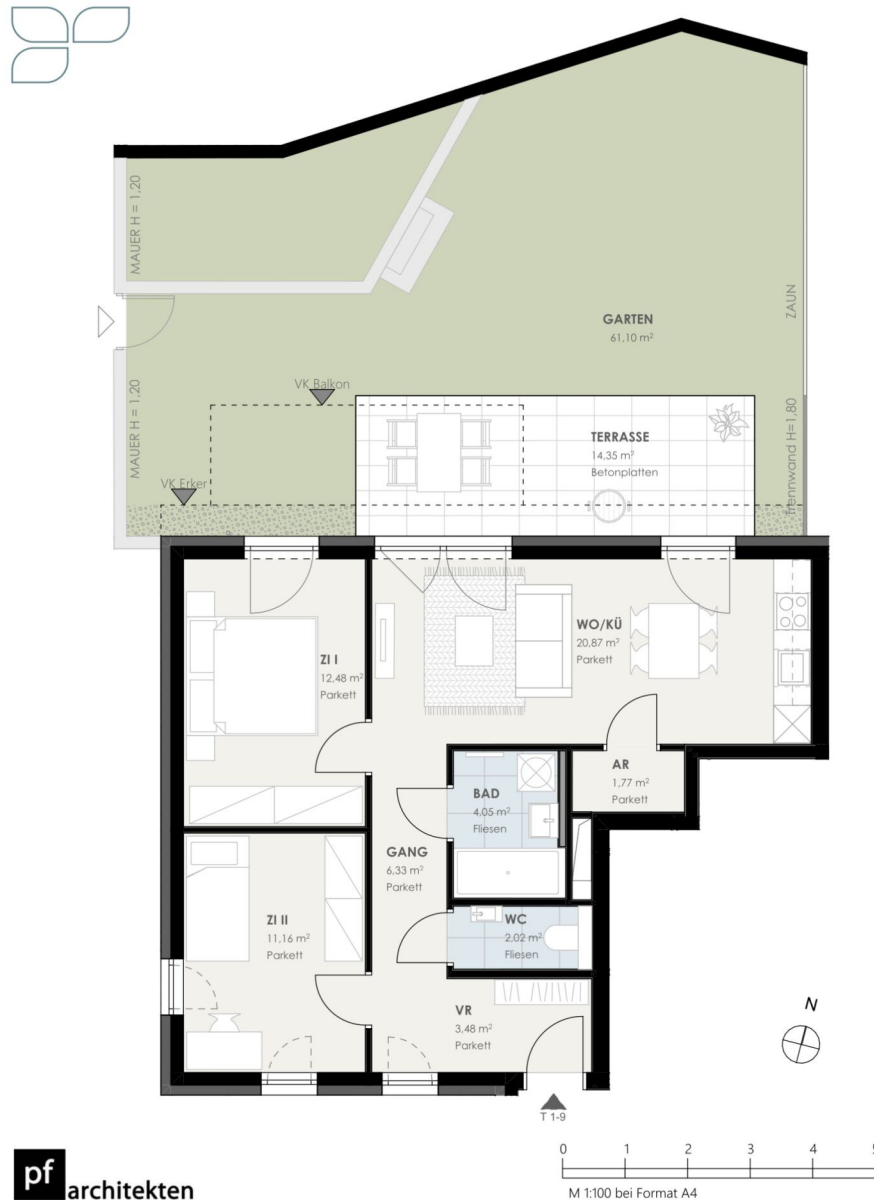 MAUER H = 1,20
MAUER H = 1,20
ZAUN
GARTEN
61,10 m²
VK Balkon
VK Erker
TERRASSE
14,35 m²
Betonplatten
Trennwand H=1,80
WO/KÜ
20,87 m²
Parkett
ZI I
12,48 m²
Parkett
AR
1,77 m²
Parkett
BAD
4,05 m²
Fliesen
GANG
6,33 m²
Parkett
ZI II
11,16 m²
Parkett
WC
2,02 m²
Fliesen
VR
3,48 m²
Parkett
N
T 1-9
pf architekten
0 1 2 3 4 5
M 1:100 bei Format A4